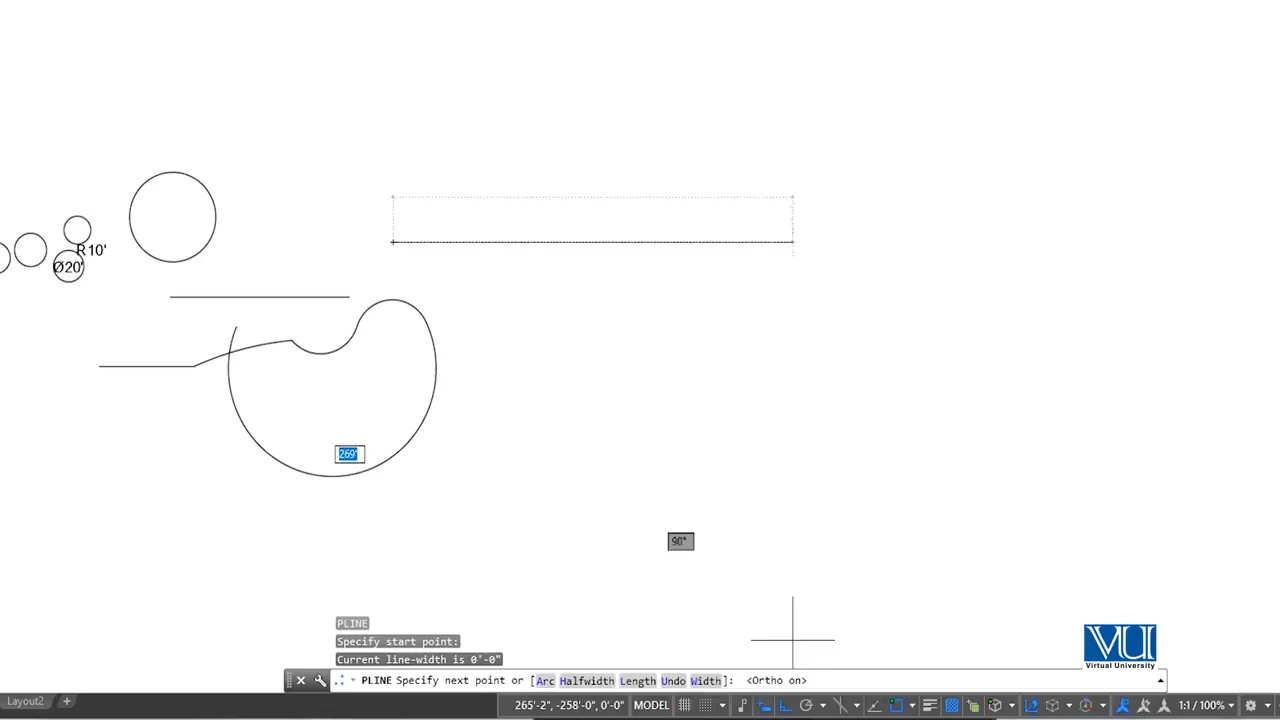 R10'
Ø20'
269'
90°
PLINE
Specify start point:
Current line-width is 0'-0"
PLINE Specify next point or [Arc Halfwidth Length Undo Width]: <Ortho on>
VU
Virtual University
Layout2
265'-2", -258'-0", 0'-0" MODEL
1:1 / 100%